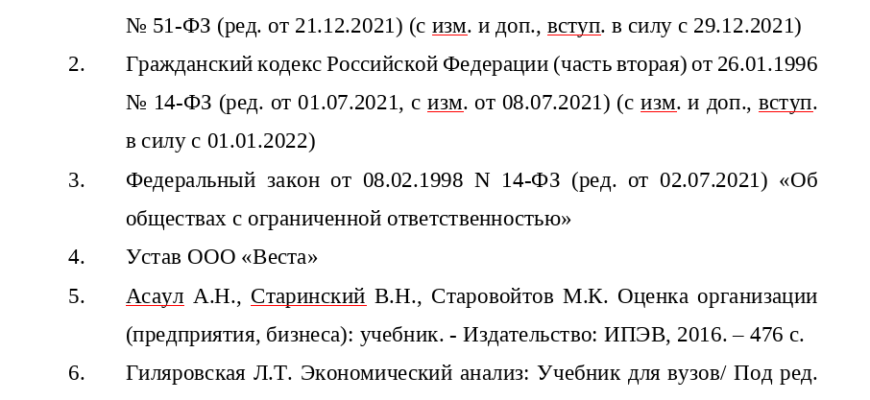 № 51-ФЗ (ред. от 21.12.2021) (с изм. и доп., вступ. в силу с 29.12.2021)
2. Гражданский кодекс Российской Федерации (часть вторая) от 26.01.1996
№ 14-ФЗ (ред. от 01.07.2021, с изм. от 08.07.2021) (с изм. и доп., вступ.
в силу с 01.01.2022)
3. Федеральный закон от 08.02.1998 N 14-ФЗ (ред. от 02.07.2021) «Об
обществах с ограниченной ответственностью»
4. Устав ООО «Веста»
5. Асаул А.Н., Старинский В.Н., Старовойтов М.К. Оценка организации
(предприятия, бизнеса): учебник. - Издательство: ИПЭВ, 2016. – 476 с.
6. Гиляровская Л.Т. Экономический анализ: Учебник для вузов/ Под ред.